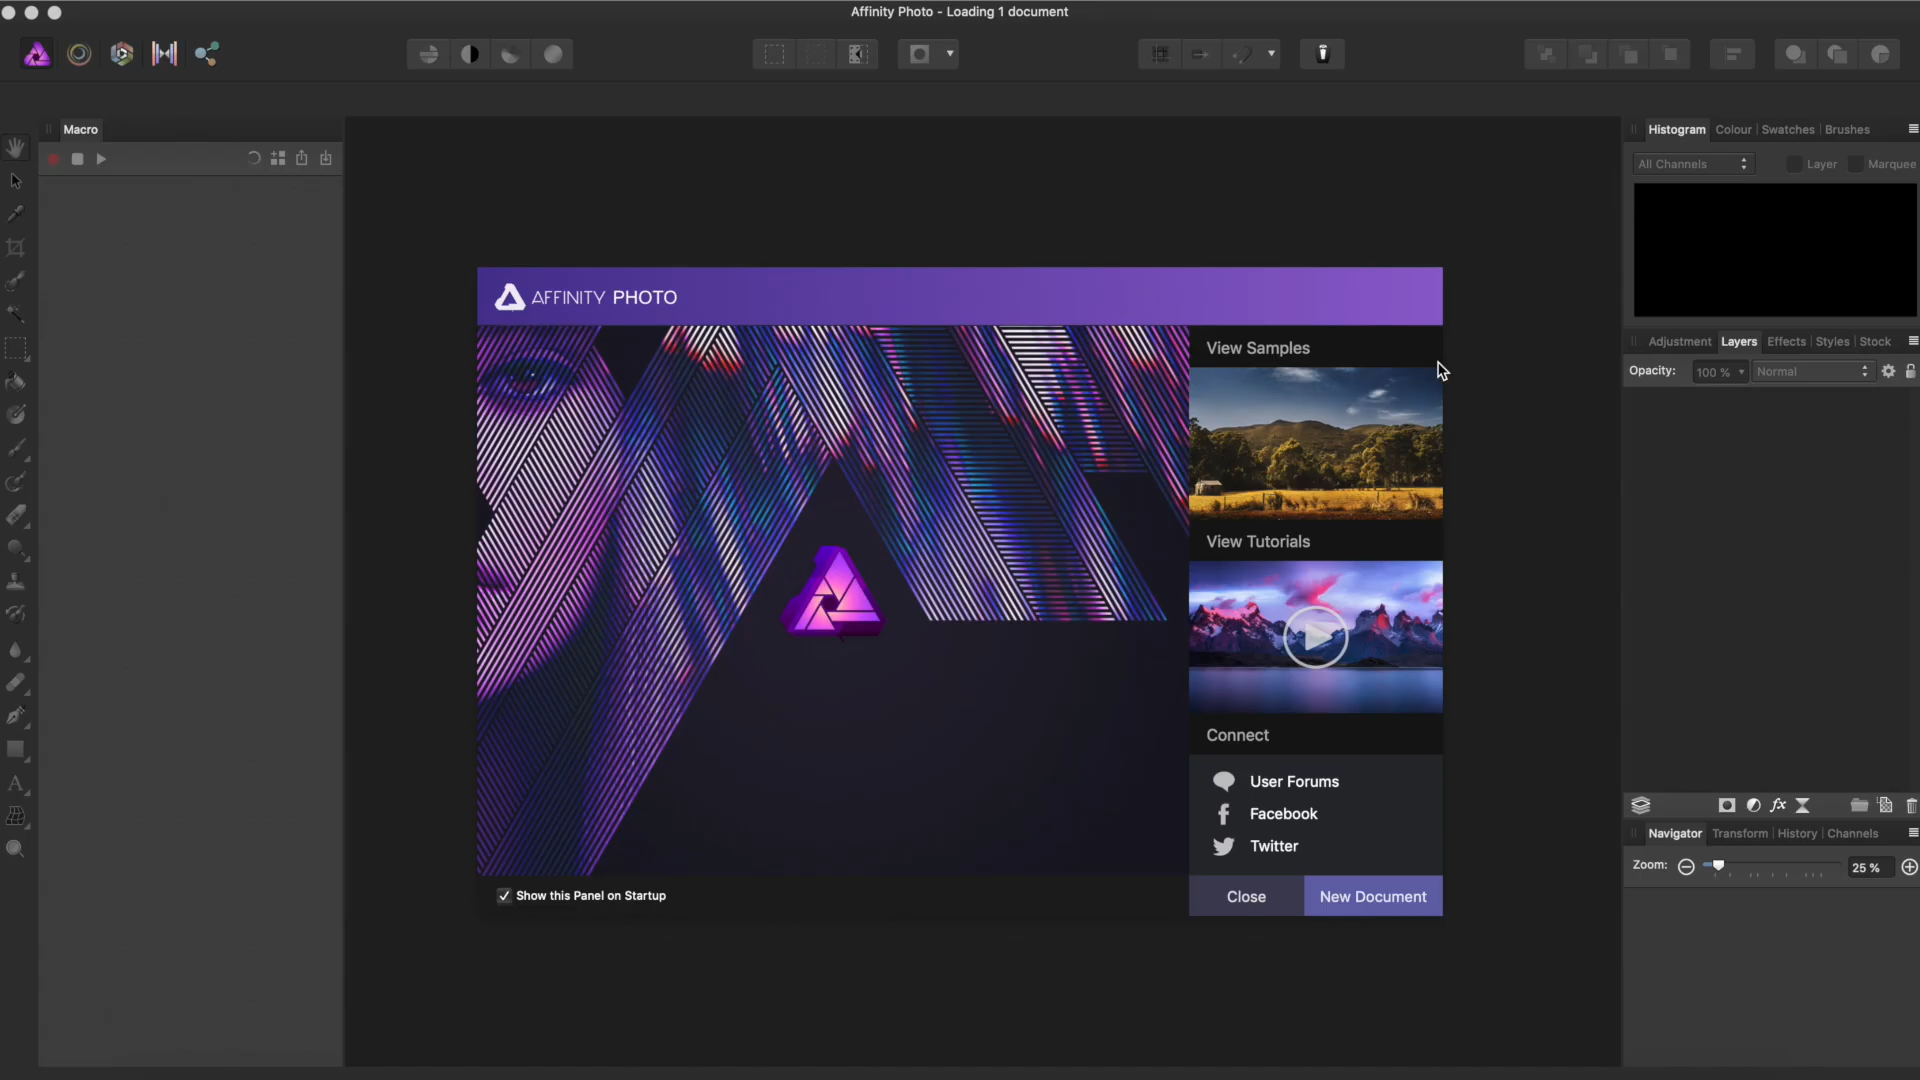 Affinity Photo - Loading 1 document
Macro
Histogram Colour Swatches Brushes
All Channels Layer Marquee
AFFINITY PHOTO
View Samples
Adjustment Layers Effects Styles Stock
Opacity: 100 % Normal
View Tutorials
Connect
User Forums
Facebook
Twitter
fx
Navigator Transform History Channels
Zoom: 25 %
Show this Panel on Startup
Close New Document
A